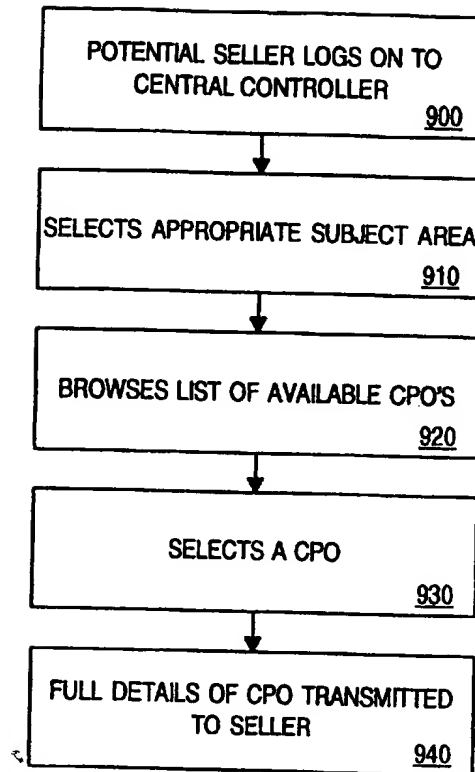 POTENTIAL SELLER LOGS ON TO
CENTRAL CONTROLLER
900
SELECTS APPROPRIATE SUBJECT AREA
910
BROWSES LIST OF AVAILABLE CPO'S
920
SELECTS A CPO
930
FULL DETAILS OF CPO TRANSMITTED
TO SELLER
940